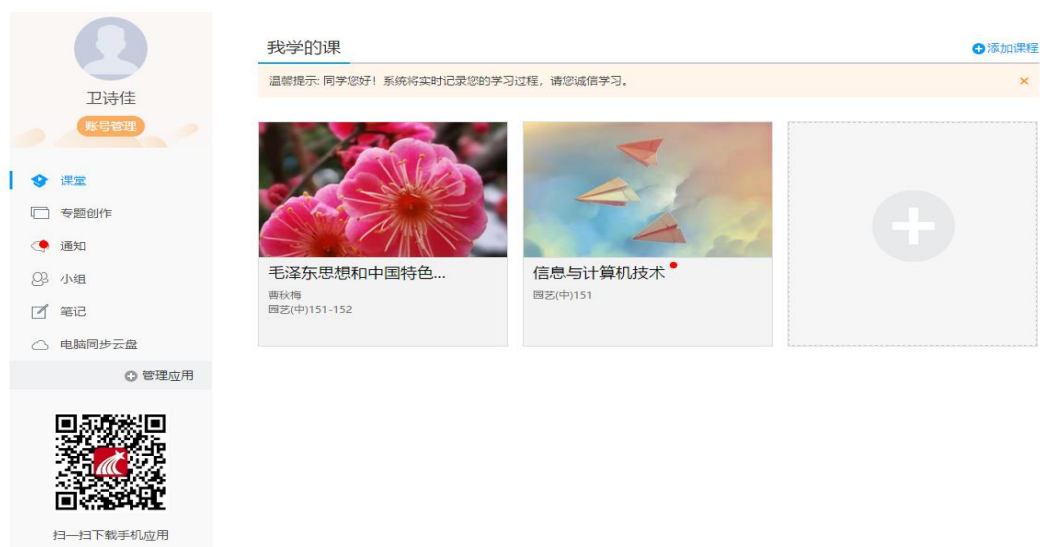 卫诗佳
账号管理
课堂
专题创作
通知
小组
笔记
电脑同步云盘
管理应用
扫一扫下载手机应用
我学的课
添加课程
温馨提示: 同学您好！系统将实时记录您的学习过程，请您诚信学习。
毛泽东思想和中国特色...
曹秋梅
园艺(中)151-152
信息与计算机技术
园艺(中)151